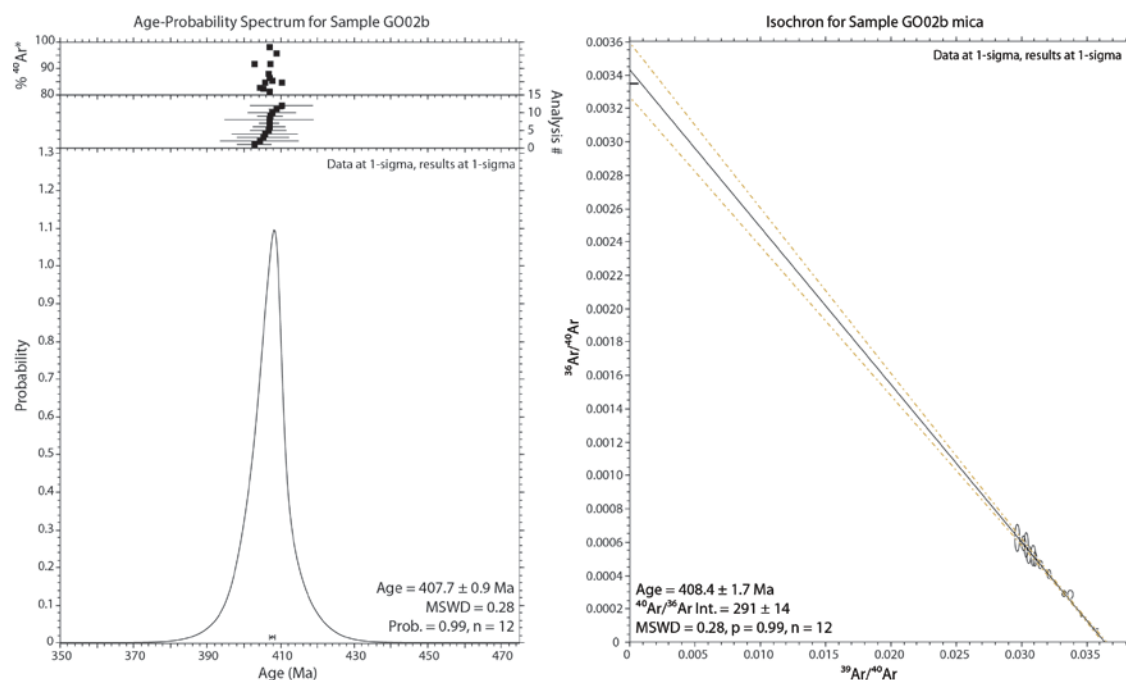 Age-Probability Spectrum for Sample GO02b
% ⁴⁰Ar*
100
90
80
15
10
5
0
Analysis #
Data at 1-sigma, results at 1-sigma
Probability
1.3
1.2
1.1
1.0
0.9
0.8
0.7
0.6
0.5
0.4
0.3
0.2
0.1
0
Age = 407.7 ± 0.9 Ma
MSWD = 0.28
Prob. = 0.99, n = 12
350 370 390 410 430 450 470
Age (Ma)
Isochron for Sample GO02b mica
Data at 1-sigma, results at 1-sigma
³⁶Ar/⁴⁰Ar
0.0036
0.0034
0.0032
0.0030
0.0028
0.0026
0.0024
0.0022
0.0020
0.0018
0.0016
0.0014
0.0012
0.0010
0.0008
0.0006
0.0004
0.0002
0
Age = 408.4 ± 1.7 Ma
⁴⁰Ar/³⁶Ar Int. = 291 ± 14
MSWD = 0.28, p = 0.99, n = 12
0 0.005 0.010 0.015 0.020 0.025 0.030 0.035
³⁹Ar/⁴⁰Ar